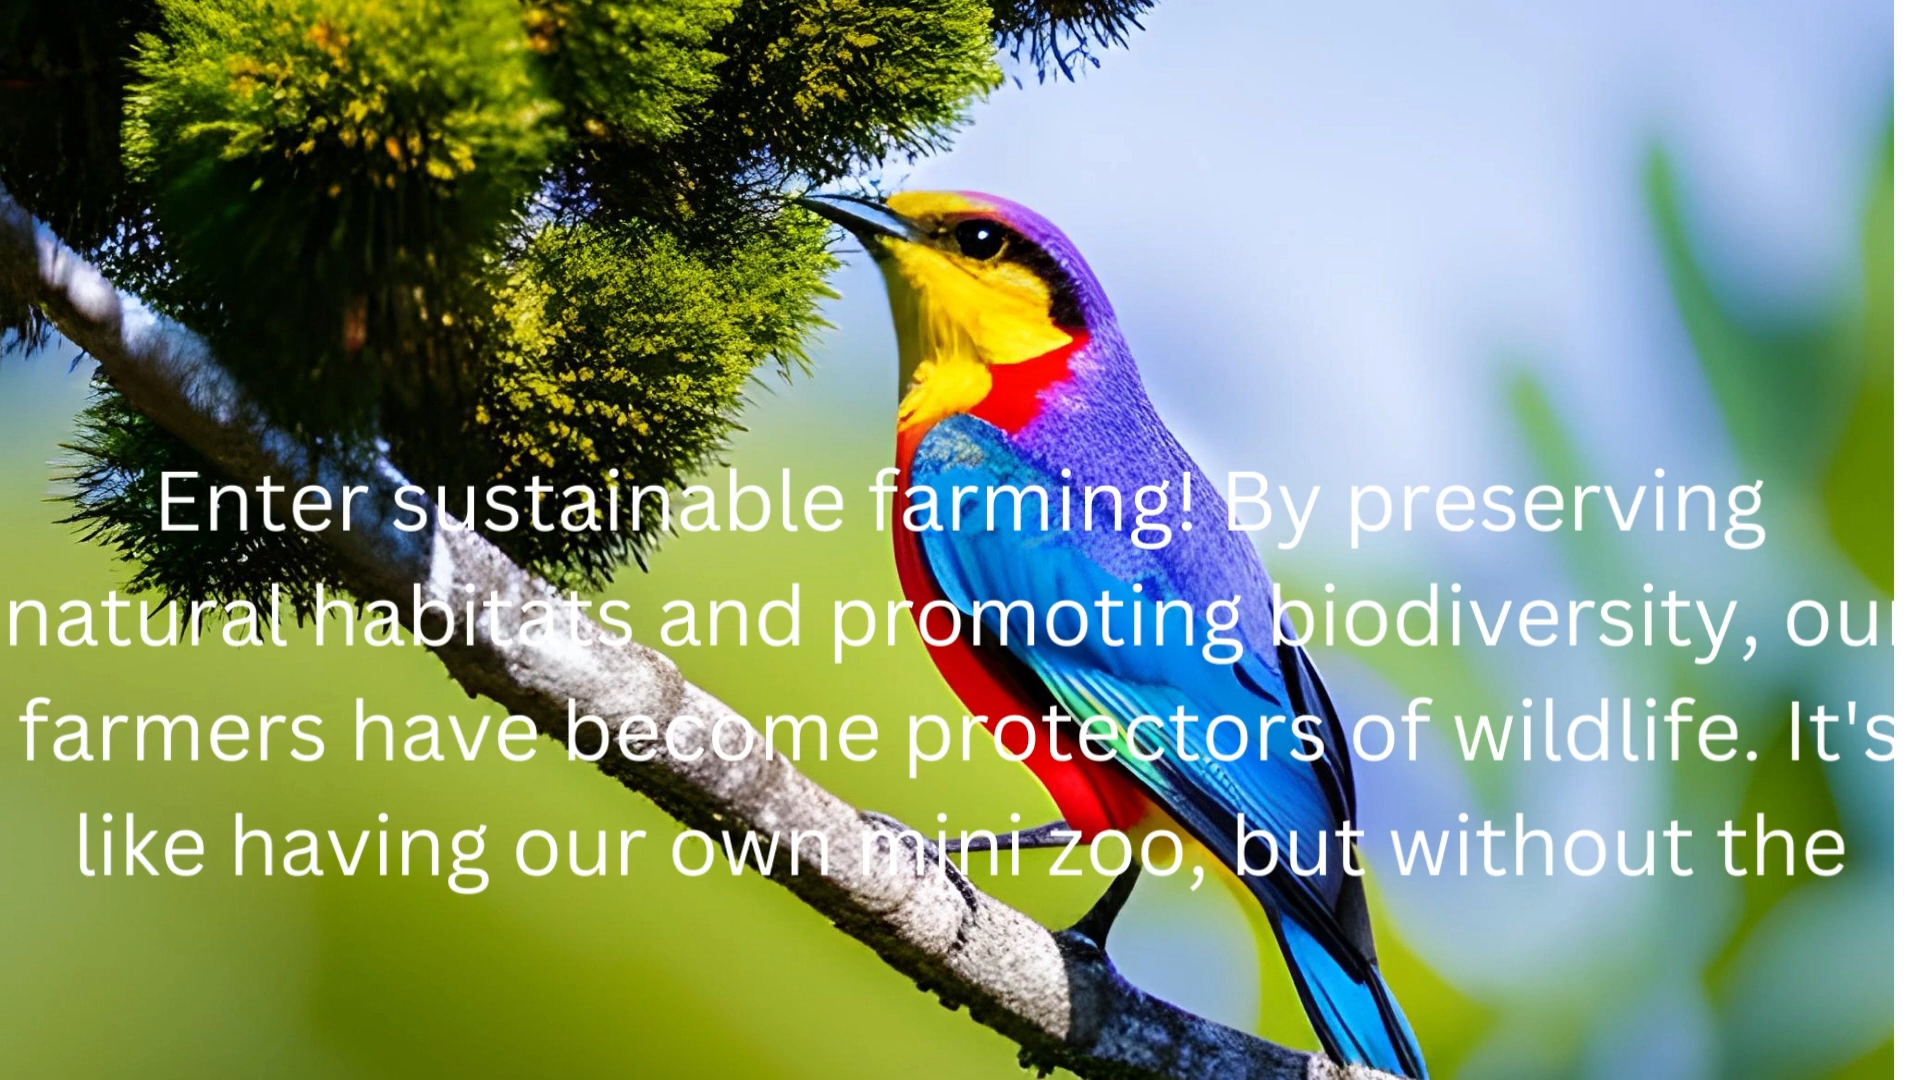 Enter sustainable farming! By preserving
natural habitats and promoting biodiversity, our
farmers have become protectors of wildlife. It's
like having our own mini zoo, but without the